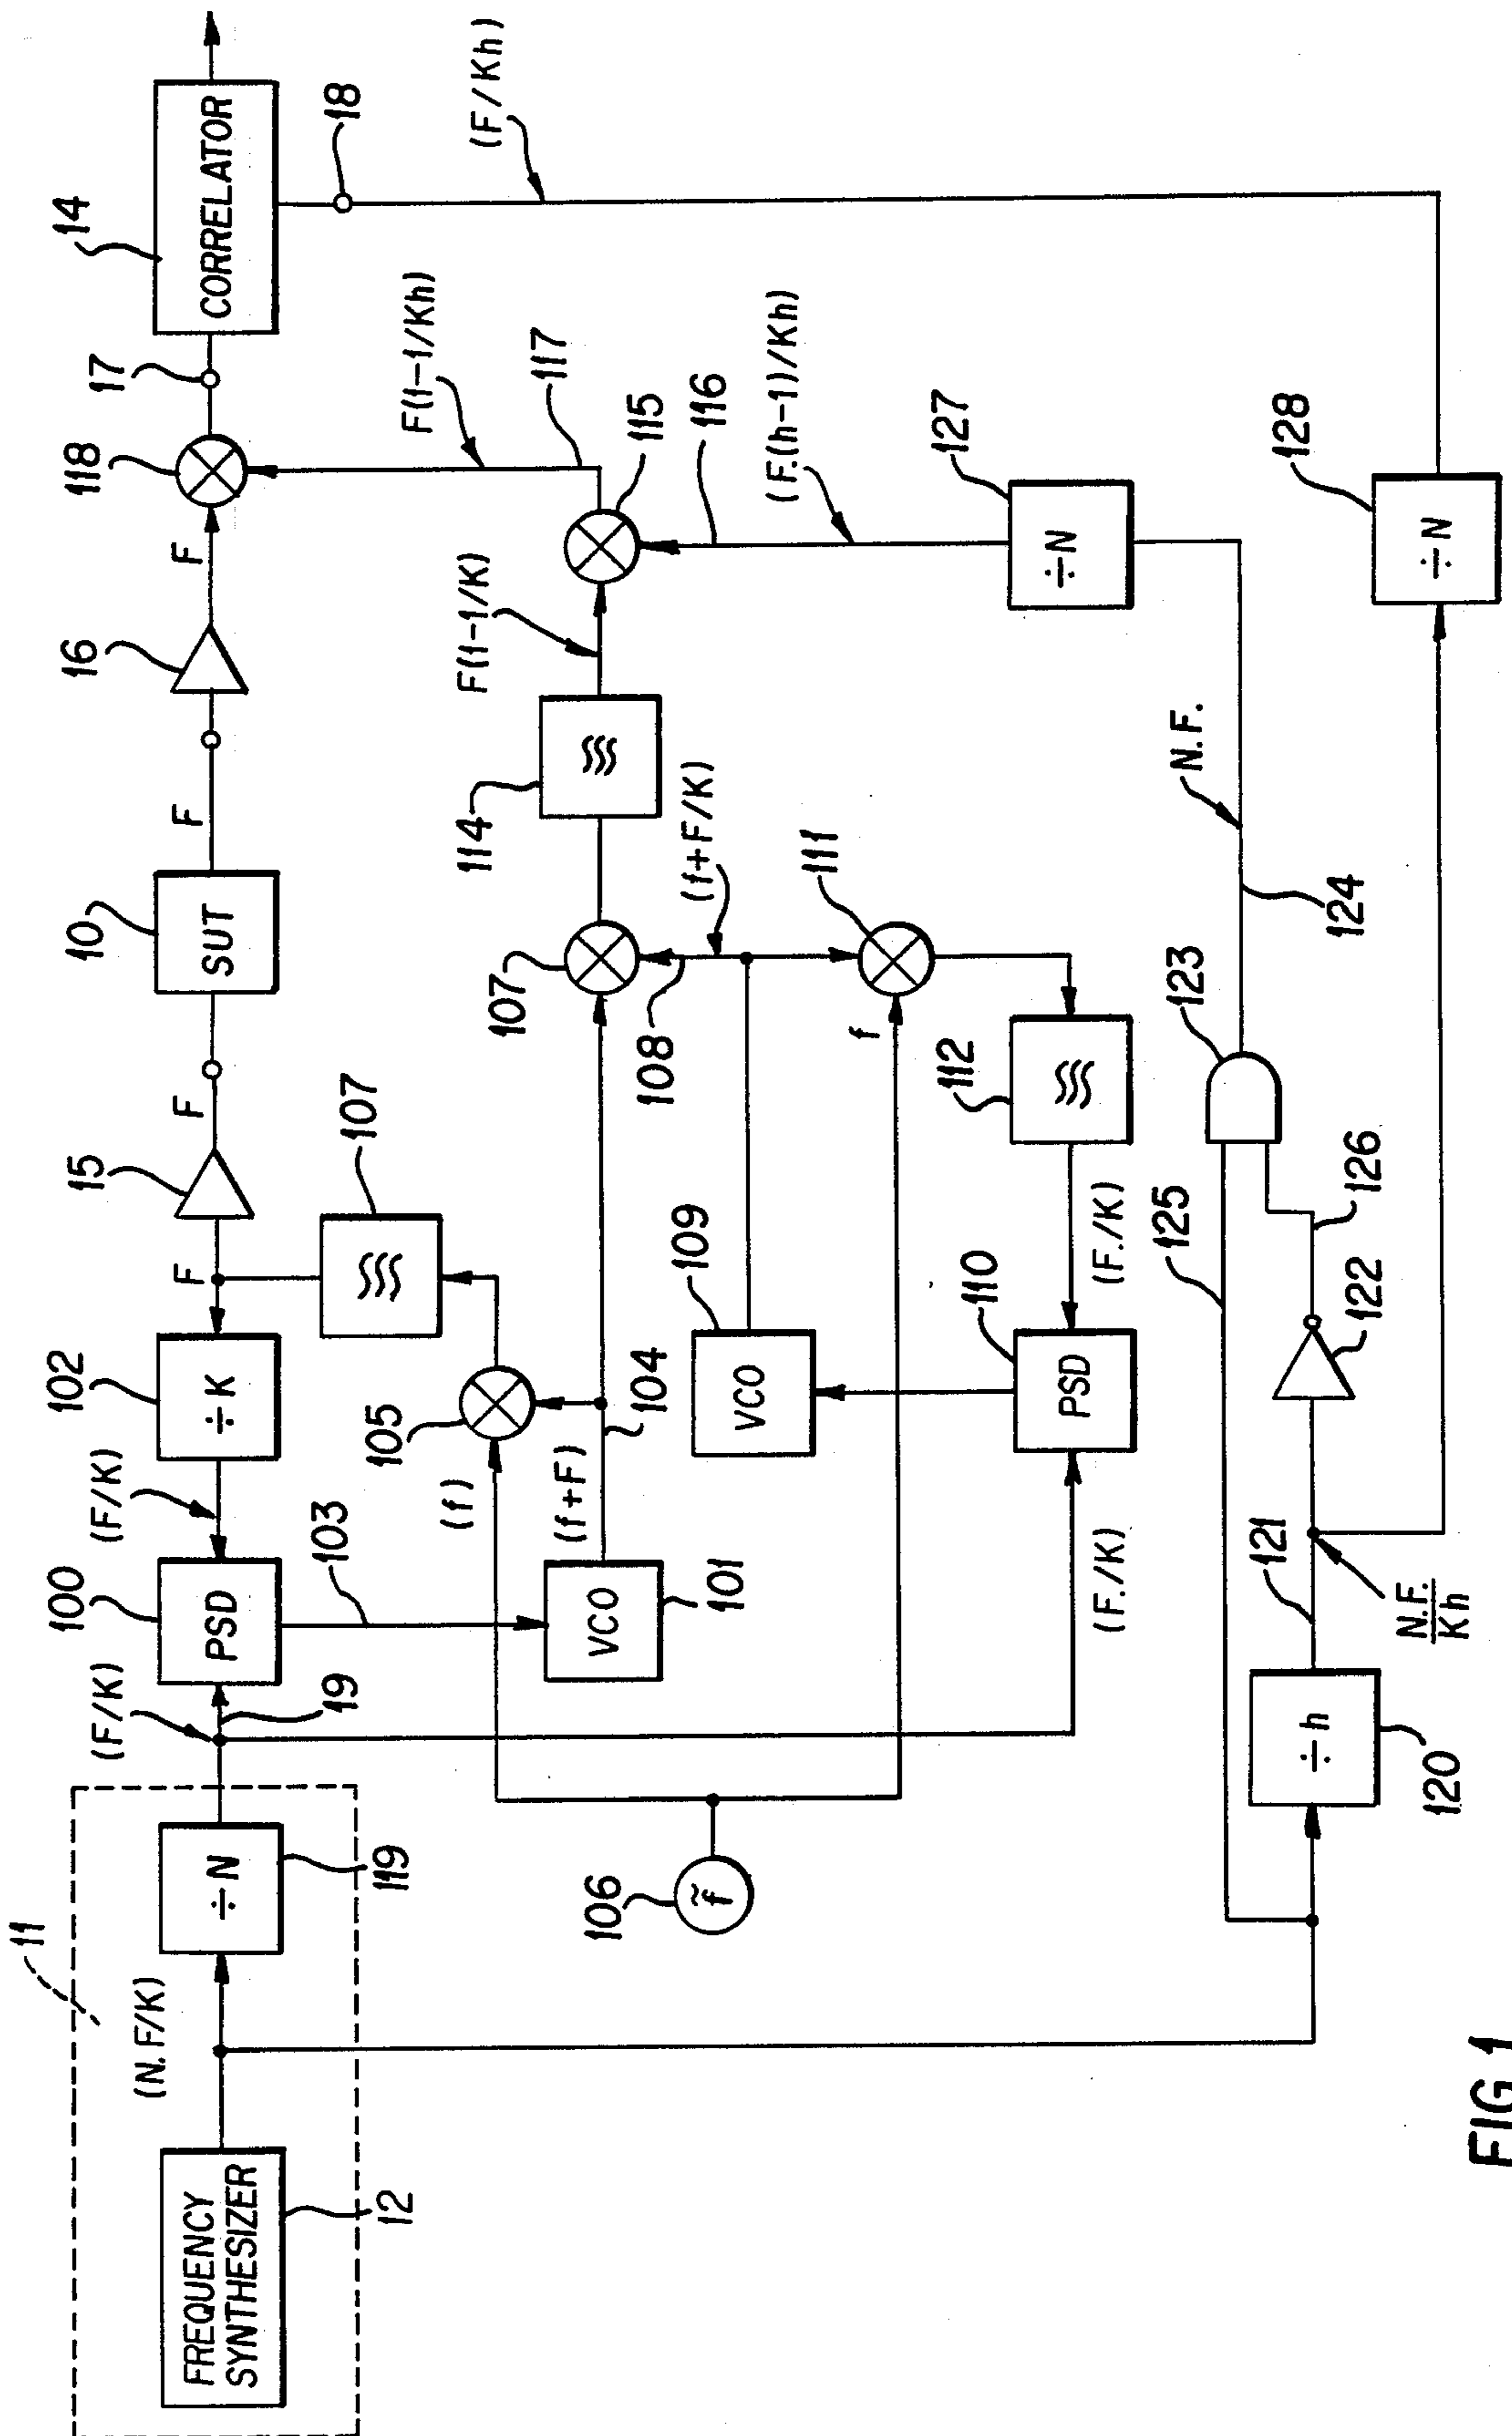 FREQUENCY
SYNTHESIZER
12
11
(N.F/K)
÷N
119
(F/K)
19
PSD
100
(F/K)
÷K
102
F
15
F
SUT
10
F
16
F
118
17
CORRELATOR
14
18
(F/Kh)
103
VCO
101
(f+F)
104
(f)
105
107
106
f̃
107
108
(f+F/K)
114
F(1-1/K)
115
117
F(1-1/Kh)
116
(F.(h-1)/Kh)
127
÷N
128
÷N
109
VCO
110
PSD
(F./K)
(F./K)
112
111
f
÷h
120
121
N.F.
Kh
122
126
125
123
124
N.F.
FIG.1